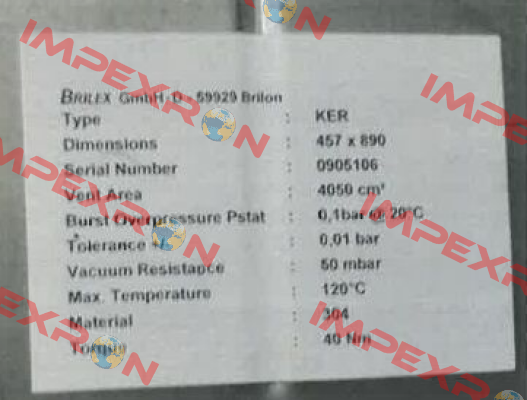 BRILEX GmbH, D - 59929 Brilon
Type : KER
Dimensions : 457 x 890
Serial Number : 0905106
Vent Area : 4050 cm²
Burst Overpressure Pstat : 0,1bar @ 20°C
Tolerance +/- : 0,01 bar
Vacuum Resistance : 50 mbar
Max. Temperature : 120°C
Material : 304
Torque : 40 Nm
IMPEXRON
IMPEXRON
IMPEXRON
IMPEXRON
IMPEXRON
IMPEXRON